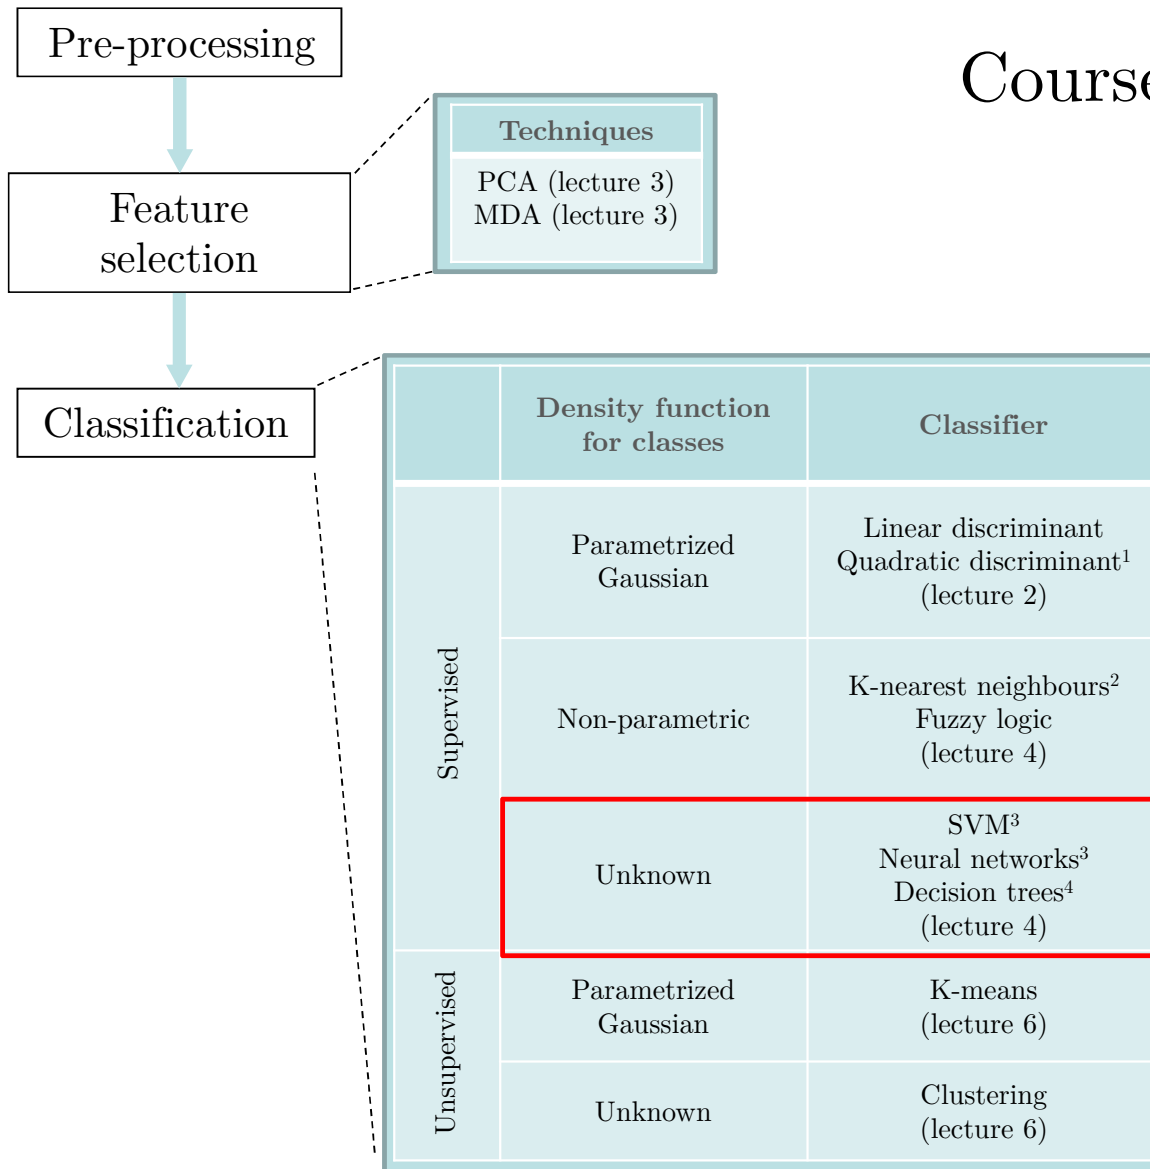 Pre-processing
Course
Techniques
PCA (lecture 3)
MDA (lecture 3)
Feature
selection
Classification
Density function
for classes
Classifier
Supervised
Parametrized
Gaussian
Linear discriminant
Quadratic discriminant¹
(lecture 2)
Non-parametric
K-nearest neighbours²
Fuzzy logic
(lecture 4)
Unknown
SVM³
Neural networks³
Decision trees⁴
(lecture 4)
Unsupervised
Parametrized
Gaussian
K-means
(lecture 6)
Unknown
Clustering
(lecture 6)